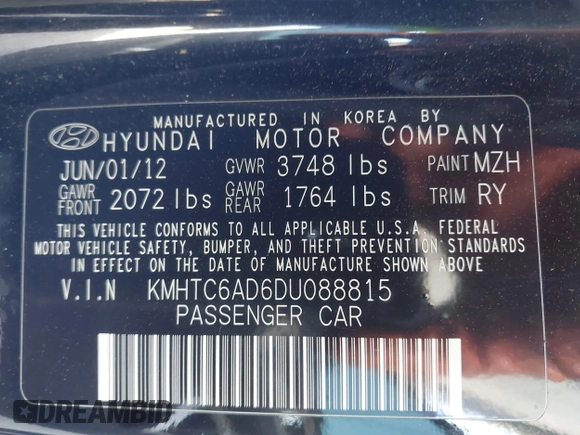 MANUFACTURED IN KOREA BY
HYUNDAI MOTOR COMPANY
JUN/01/12 GVWR 3748 lbs PAINT MZH
GAWR FRONT 2072 lbs GAWR REAR 1764 lbs TRIM RY
THIS VEHICLE CONFORMS TO ALL APPLICABLE U.S.A. FEDERAL
MOTOR VEHICLE SAFETY, BUMPER, AND THEFT PREVENTION STANDARDS
IN EFFECT ON THE DATE OF MANUFACTURE SHOWN ABOVE.
V.I.N KMHTC6AD6DU088815
PASSENGER CAR
DREAMBID